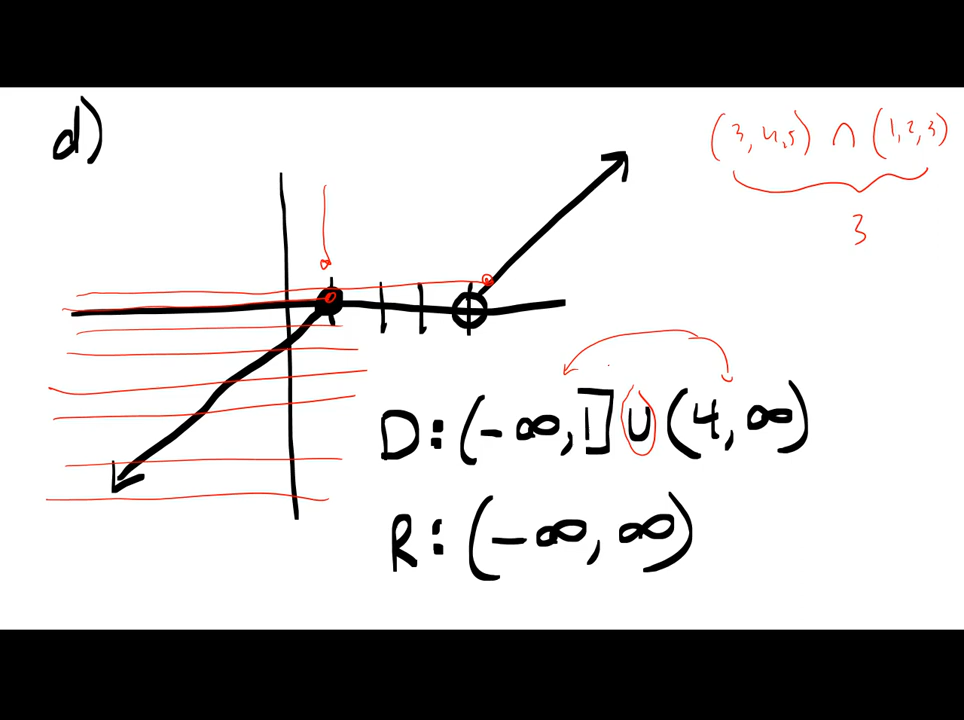 d)
(3, 4, 5) ∩ (1, 2, 3)
3
D: (-∞, 1] ∪ (4, ∞)
R: (-∞, ∞)